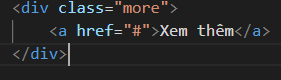 <div class="more">
<a href="#">Xem thêm</a>
</div>